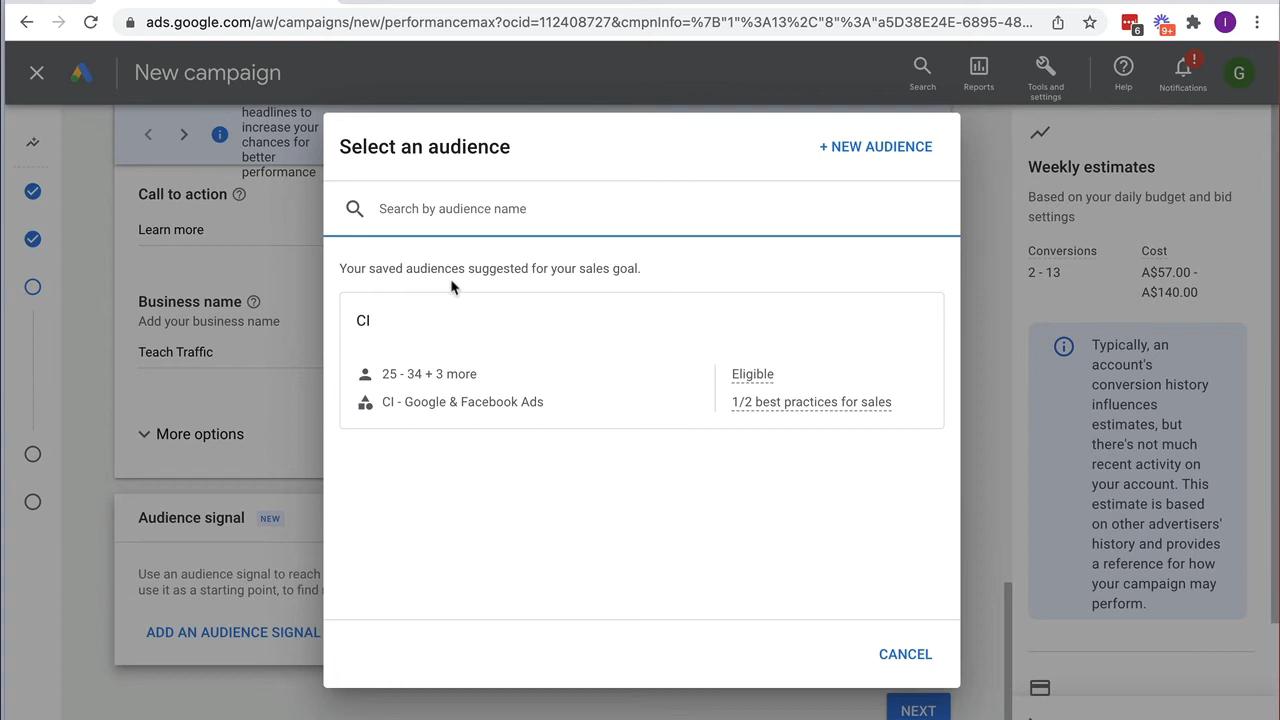 ads.google.com/aw/campaigns/new/performancemax?ocid=112408727&cmpnInfo=%7B"1"%3A13%2C"8"%3A"a5D38E24E-6895-48...
6
9+
I
New campaign
Search
Reports
Tools and
settings
Help
!
Notifications
G
headlines to
increase your
chances for
better
performance
Call to action
Learn more
Business name
Add your business name
Teach Traffic
More options
Audience signal NEW
Use an audience signal to reach
use it as a starting point, to find
ADD AN AUDIENCE SIGNAL
Select an audience
+ NEW AUDIENCE
Search by audience name
Your saved audiences suggested for your sales goal.
CI
25 - 34 + 3 more
Eligible
CI - Google & Facebook Ads
1/2 best practices for sales
CANCEL
NEXT
Weekly estimates
Based on your daily budget and bid
settings
Conversions Cost
2 - 13 A$57.00 -
A$140.00
Typically, an
account's
conversion history
influences
estimates, but
there's not much
recent activity on
your account. This
estimate is based
on other advertisers'
history and provides
a reference for how
your campaign may
perform.